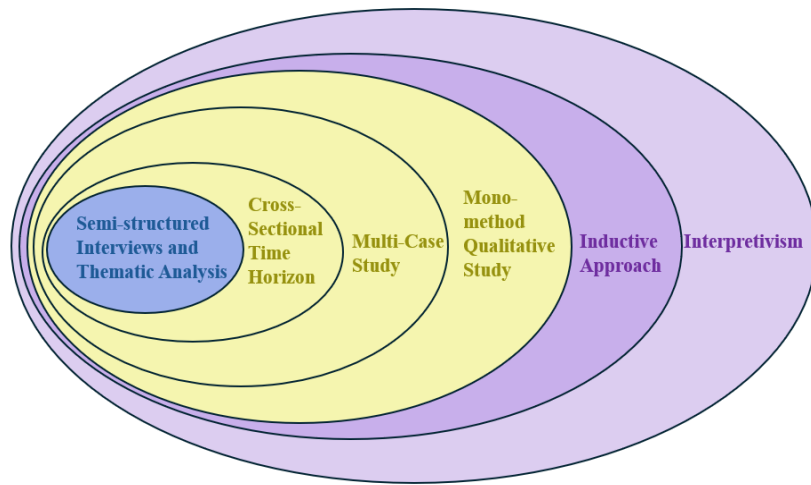 Semi-structured
Interviews and
Thematic Analysis
Cross-
Sectional
Time
Horizon
Multi-Case
Study
Mono-
method
Qualitative
Study
Inductive
Approach
Interpretivism